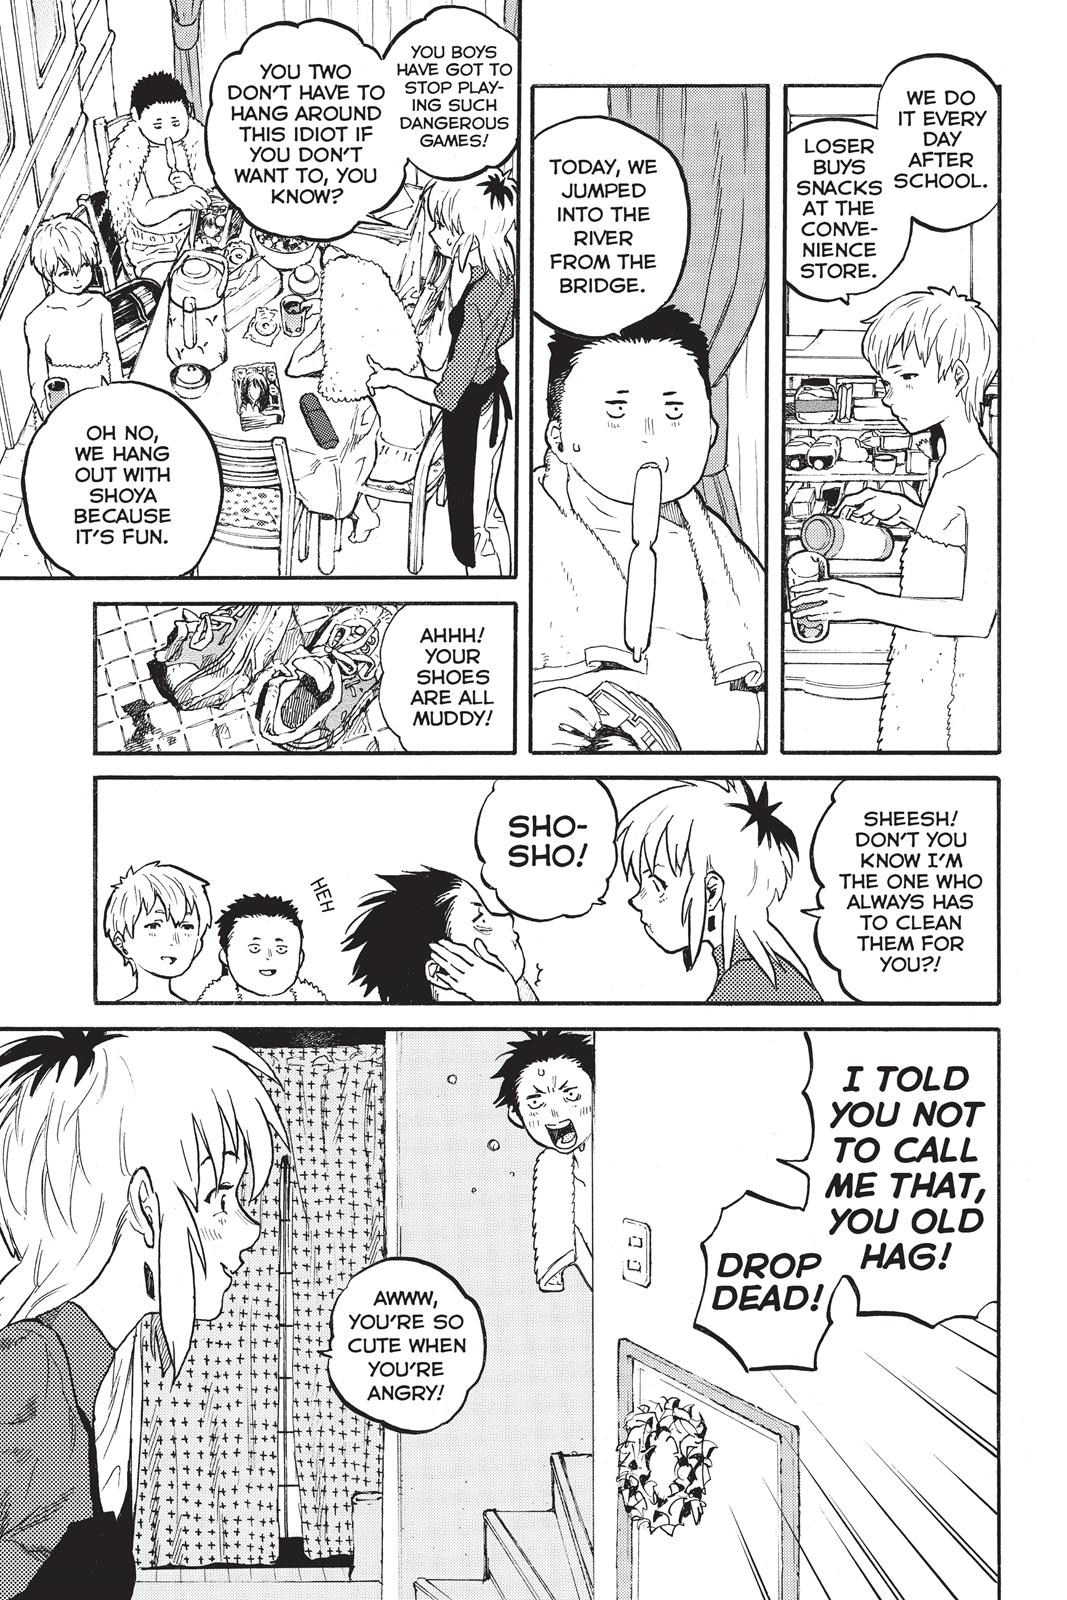 YOU BOYS
HAVE GOT TO
STOP PLAY-
ING SUCH
DANGEROUS
GAMES!
YOU TWO
DON'T HAVE TO
HANG AROUND
THIS IDIOT IF
YOU DON'T
WANT TO, YOU
KNOW?
OH NO,
WE HANG
OUT WITH
SHOYA
BECAUSE
IT'S FUN.
TODAY, WE
JUMPED
INTO THE
RIVER
FROM THE
BRIDGE.
WE DO
IT EVERY
DAY
AFTER
SCHOOL.
LOSER
BUYS
SNACKS
AT THE
CONVE-
NIENCE
STORE.
AHHH!
YOUR
SHOES
ARE ALL
MUDDY!
SHEESH!
DON'T YOU
KNOW I'M
THE ONE WHO
ALWAYS HAS
TO CLEAN
THEM FOR
YOU?!
SHO-
SHO!
HEH
I TOLD
YOU NOT
TO CALL
ME THAT,
YOU OLD
HAG!
DROP
DEAD!
AWWW,
YOU'RE SO
CUTE WHEN
YOU'RE
ANGRY!